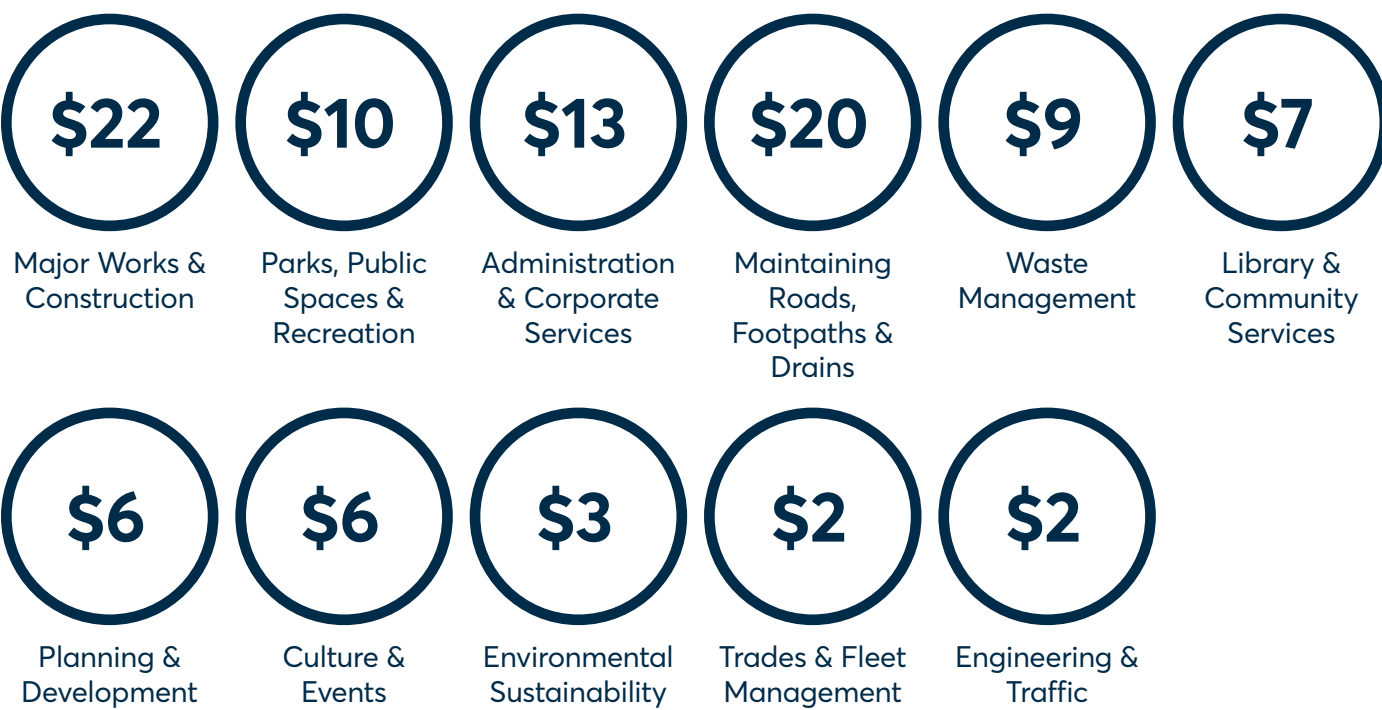 $22
Major Works &
Construction
$10
Parks, Public
Spaces &
Recreation
$13
Administration
& Corporate
Services
$20
Maintaining
Roads,
Footpaths &
Drains
$9
Waste
Management
$7
Library &
Community
Services
$6
Planning &
Development
$6
Culture &
Events
$3
Environmental
Sustainability
$2
Trades & Fleet
Management
$2
Engineering &
Traffic